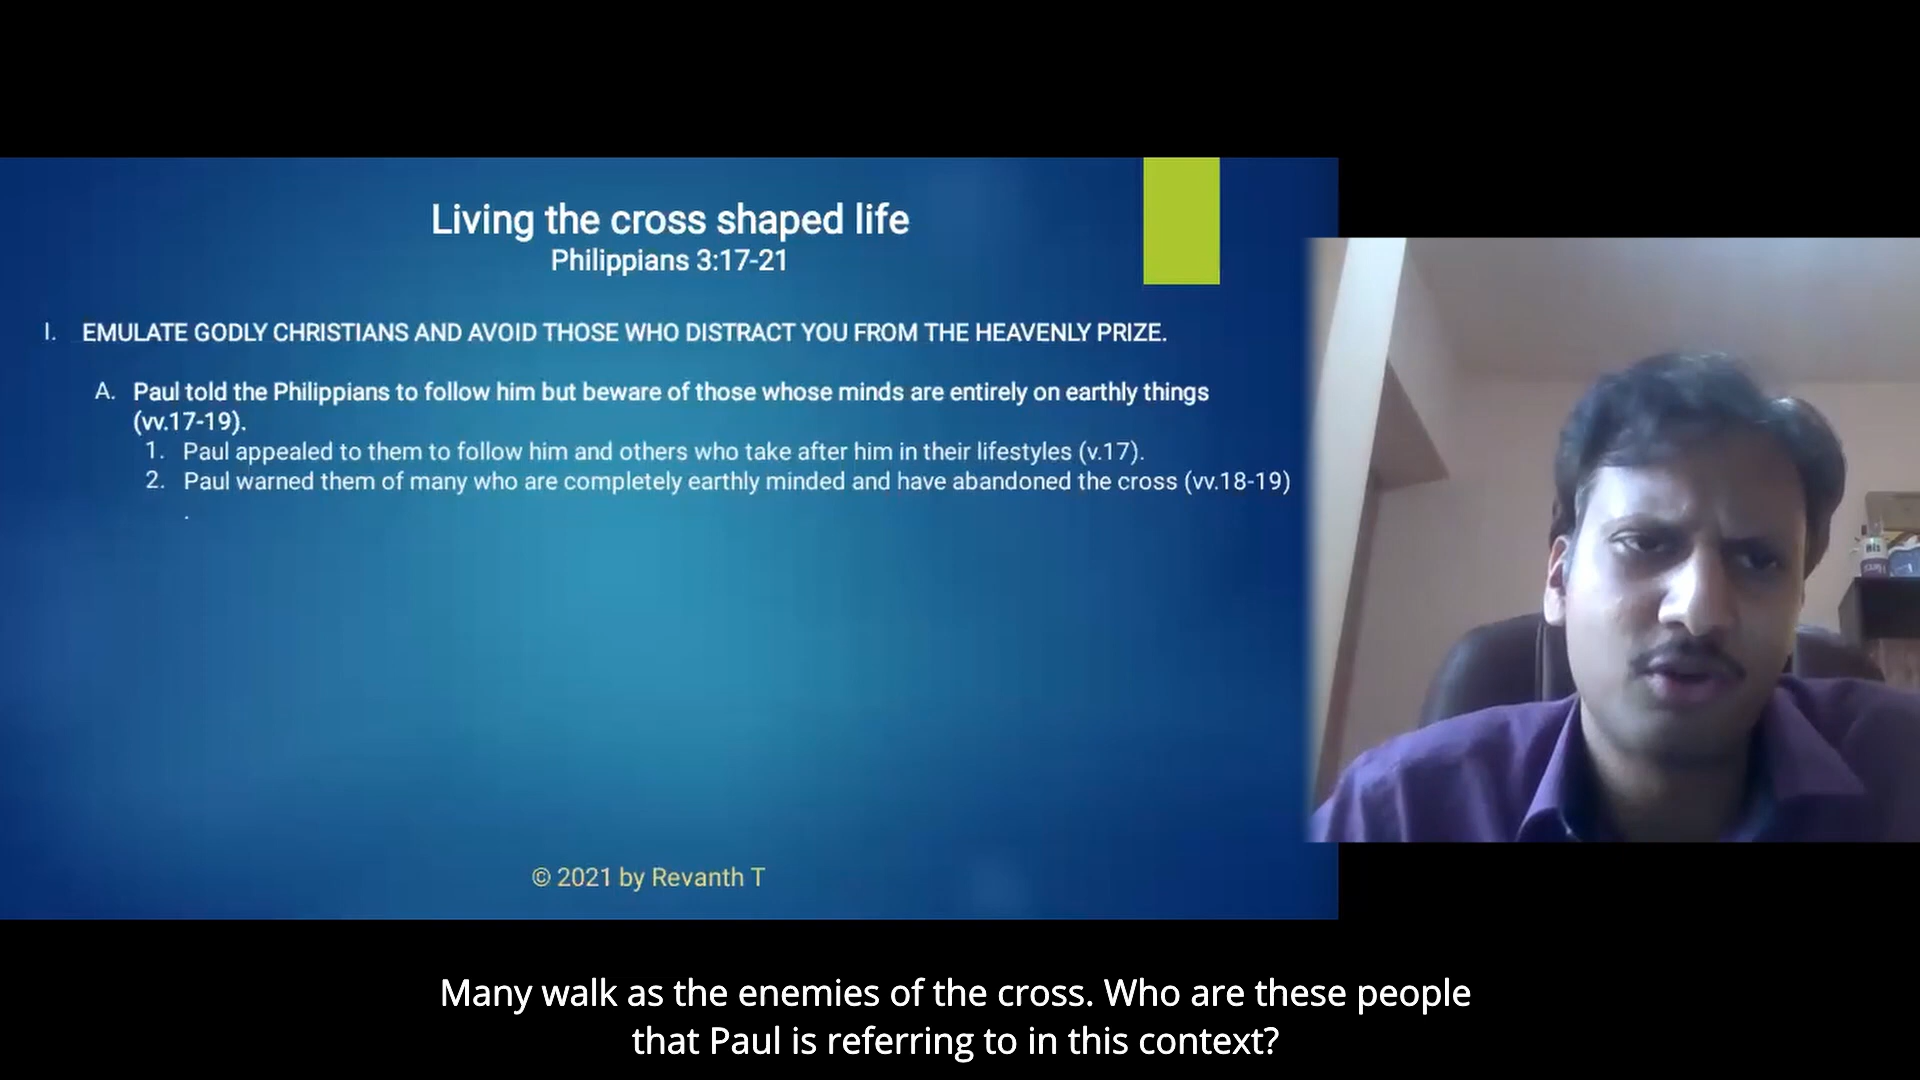 Living the cross shaped life
Philippians 3:17-21
I. EMULATE GODLY CHRISTIANS AND AVOID THOSE WHO DISTRACT YOU FROM THE HEAVENLY PRIZE.
A. Paul told the Philippians to follow him but beware of those whose minds are entirely on earthly things
(vv.17-19).
1. Paul appealed to them to follow him and others who take after him in their lifestyles (v.17).
2. Paul warned them of many who are completely earthly minded and have abandoned the cross (vv.18-19)
.
© 2021 by Revanth T
Many walk as the enemies of the cross. Who are these people
that Paul is referring to in this context?